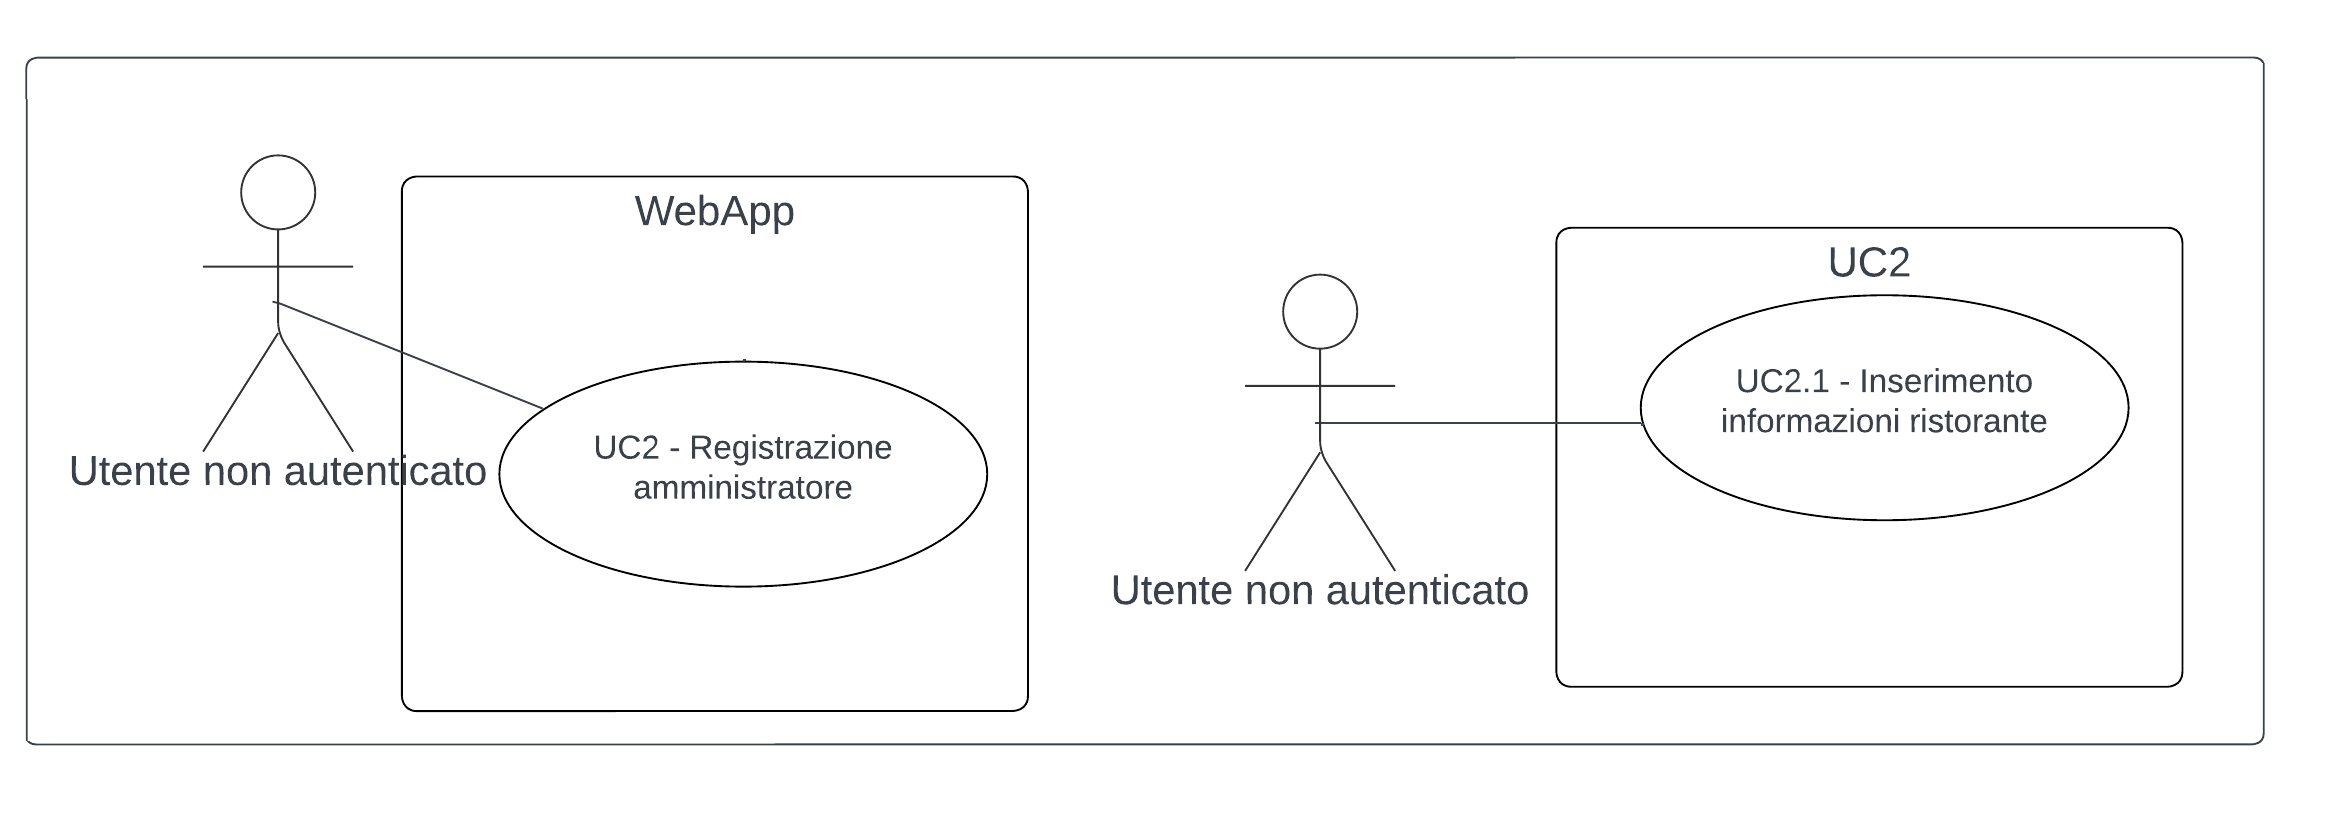 WebApp
UC2 - Registrazione
amministratore
Utente non autenticato
UC2
UC2.1 - Inserimento
informazioni ristorante
Utente non autenticato